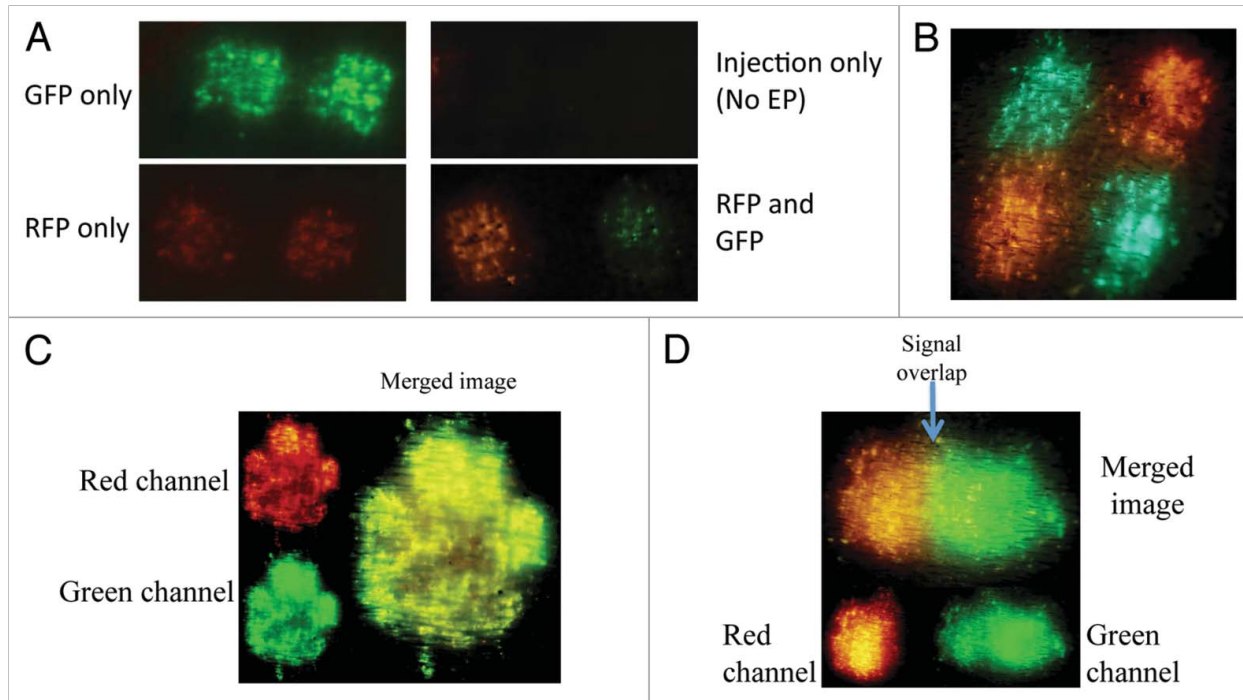 A
GFP only
Injection only
(No EP)
RFP only
RFP and
GFP
B
C
Merged image
Red channel
Green channel
D
Signal
overlap
Merged
image
Red
channel
Green
channel